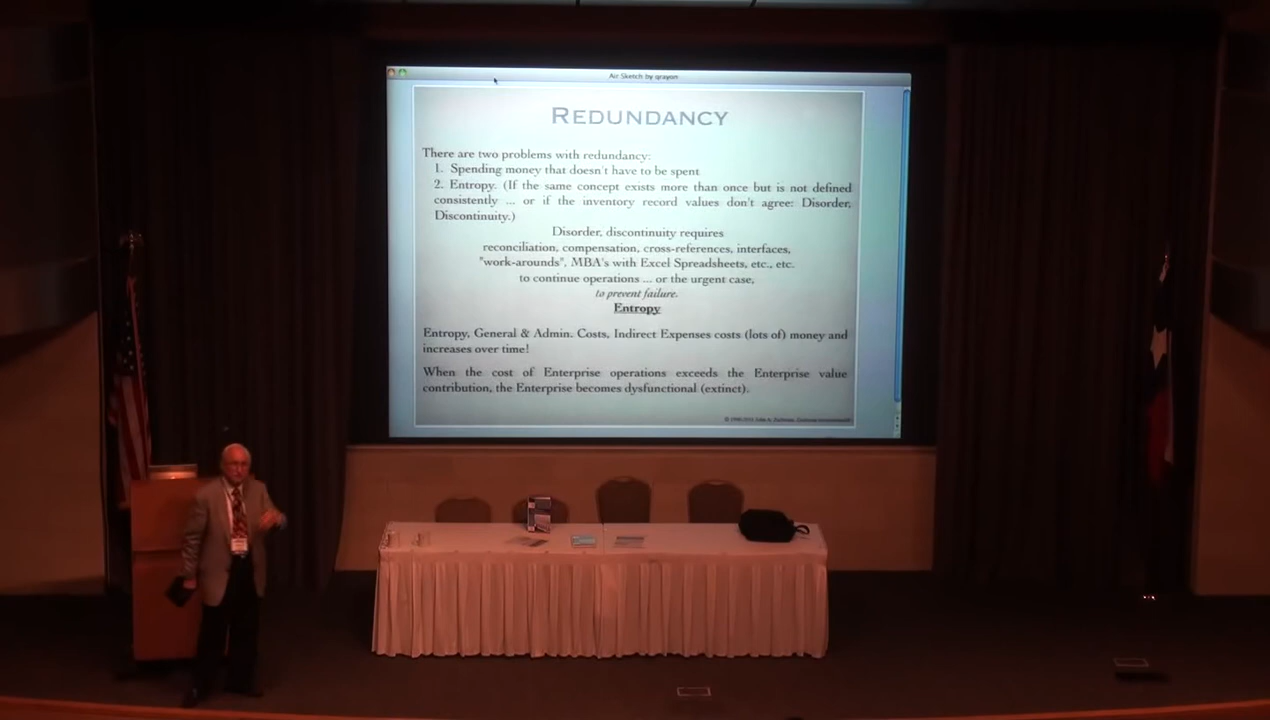 Air Sketch by qrayon
REDUNDANCY
There are two problems with redundancy:
1. Spending money that doesn't have to be spent
2. Entropy. (If the same concept exists more than once but is not defined
consistently ... or if the inventory record values don't agree: Disorder,
Discontinuity.)
Disorder, discontinuity requires
reconciliation, compensation, cross-references, interfaces,
"work-arounds", MBA's with Excel Spreadsheets, etc., etc.
to continue operations ... or the urgent case,
to prevent failure.
Entropy
Entropy, General & Admin. Costs, Indirect Expenses costs (lots of) money and
increases over time!
When the cost of Enterprise operations exceeds the Enterprise value
contribution, the Enterprise becomes dysfunctional (extinct).